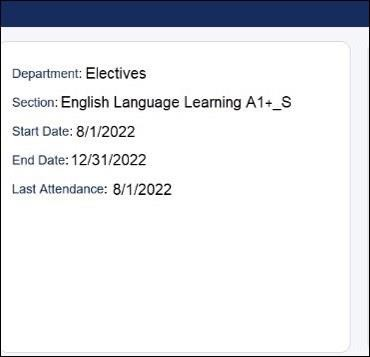 Department: Electives
Section: English Language Learning A1+_S
Start Date: 8/1/2022
End Date: 12/31/2022
Last Attendance: 8/1/2022